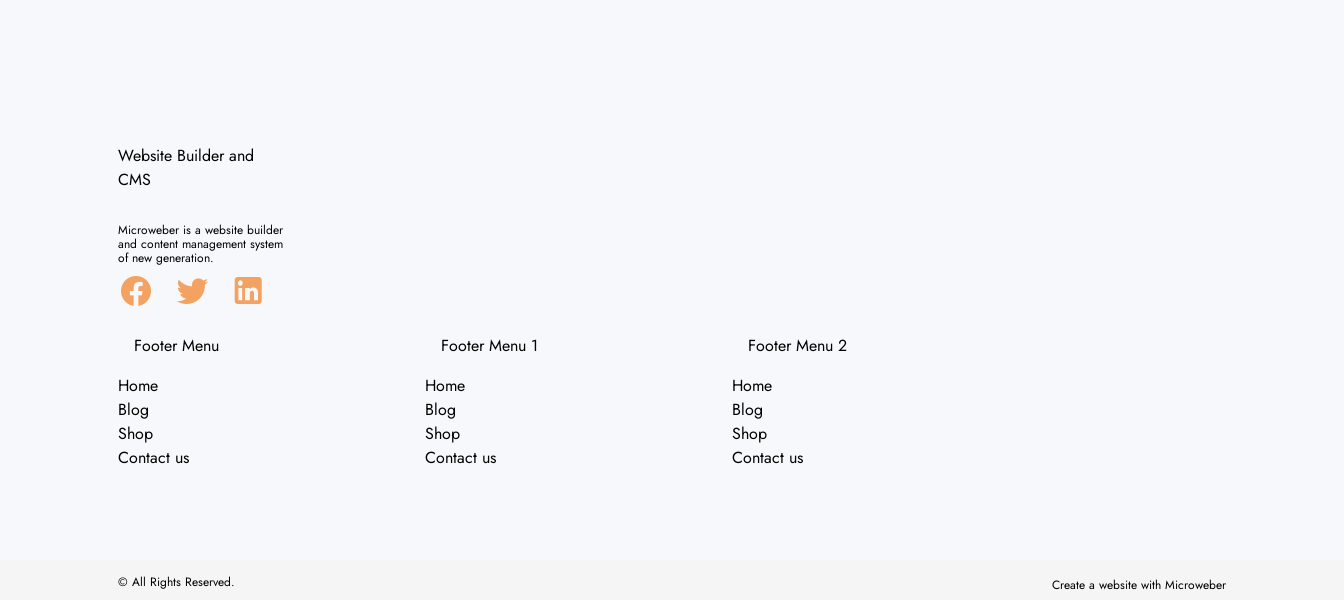 Website Builder and
CMS
Microweber is a website builder
and content management system
of new generation.
Footer Menu
Home
Blog
Shop
Contact us
Footer Menu 1
Home
Blog
Shop
Contact us
Footer Menu 2
Home
Blog
Shop
Contact us
© All Rights Reserved.
Create a website with Microweber